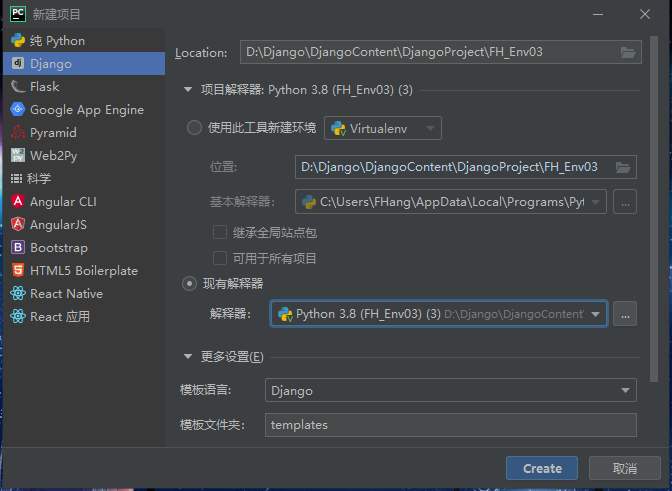 PC 新建项目
纯 Python
dj Django
Flask
Google App Engine
Pyramid
Web2Py
科学
Angular CLI
AngularJS
Bootstrap
HTML5 Boilerplate
React Native
React 应用
Location: D:\Django\DjangoContent\DjangoProject\FH_Env03
项目解释器: Python 3.8 (FH_Env03) (3)
使用此工具新建环境 Virtualenv
位置: D:\Django\DjangoContent\DjangoProject\FH_Env03
基本解释器: C:\Users\FHang\AppData\Local\Programs\Pyt ...
继承全局站点包
可用于所有项目
现有解释器
解释器: Python 3.8 (FH_Env03) (3) D:\Django\DjangoContent\ ...
更多设置(E)
模板语言: Django
模板文件夹: templates
Create 取消